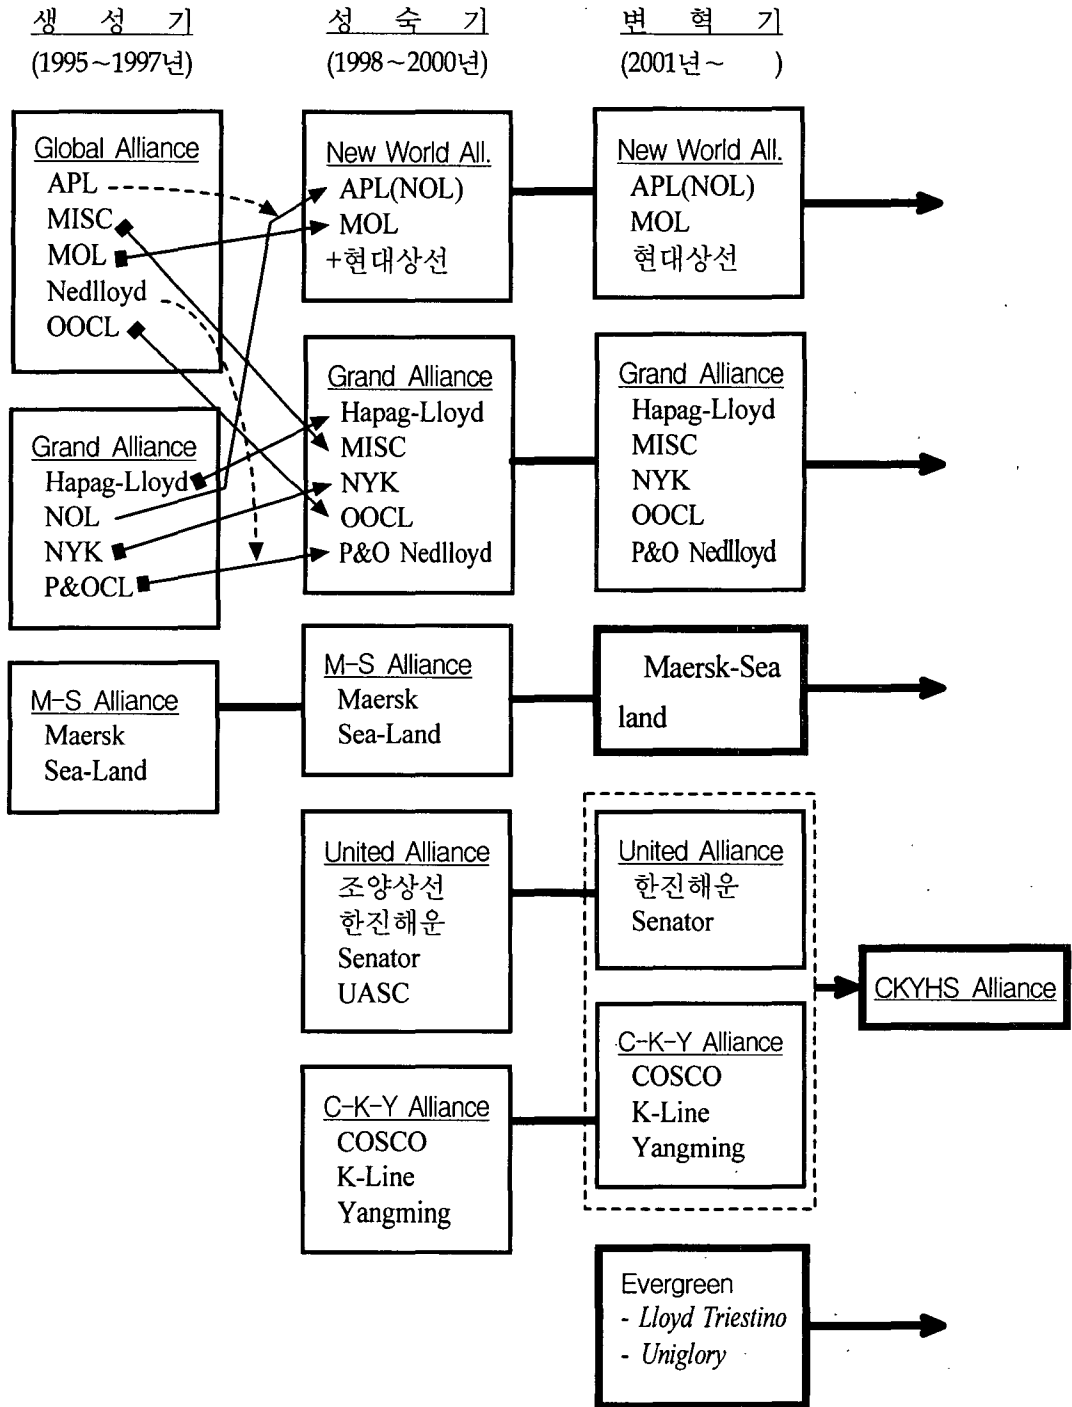 생 성 기
(1995~1997년)
Global Alliance
APL
MISC
MOL
Nedlloyd
OOCL
Grand Alliance
Hapag-Lloyd
NOL
NYK
P&OCL
M-S Alliance
Maersk
Sea-Land
성 숙 기
(1998~2000년)
New World All.
APL(NOL)
MOL
+현대상선
Grand Alliance
Hapag-Lloyd
MISC
NYK
OOCL
P&O Nedlloyd
M-S Alliance
Maersk
Sea-Land
United Alliance
조양상선
한진해운
Senator
UASC
C-K-Y Alliance
COSCO
K-Line
Yangming
변 혁 기
(2001년~ )
New World All.
APL(NOL)
MOL
현대상선
Grand Alliance
Hapag-Lloyd
MISC
NYK
OOCL
P&O Nedlloyd
Maersk-Sea
land
United Alliance
한진해운
Senator
C-K-Y Alliance
COSCO
K-Line
Yangming
Evergreen
- Lloyd Triestino
- Uniglory
CKYHS Alliance